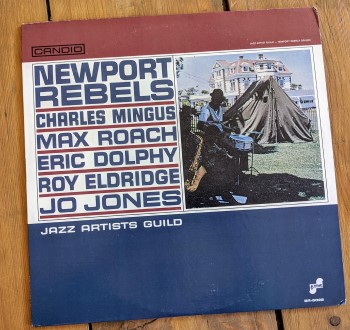 CANDID
NEWPORT
REBELS
CHARLES MINGUS
MAX ROACH
ERIC DOLPHY
ROY ELDRIDGE
JO JONES
JAZZ ARTISTS GUILD